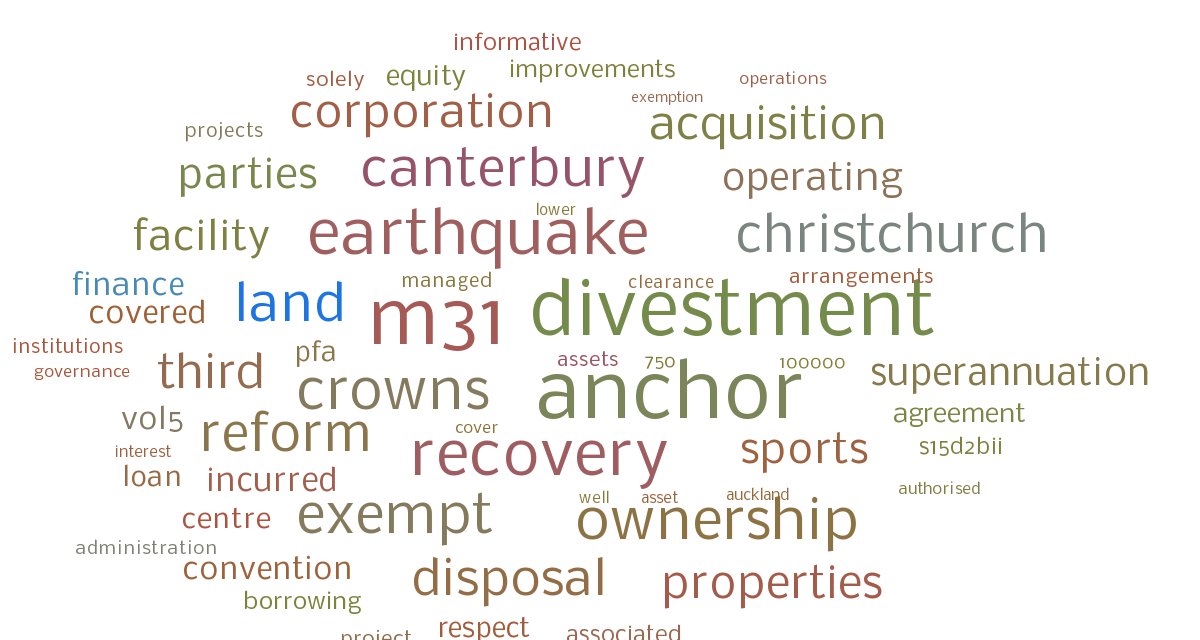 informative
solely equity improvements operations
exemption
corporation acquisition
projects
parties canterbury operating
lower
facility earthquake christchurch
finance managed clearance arrangements
covered land m31 divestment
institutions pfa assets 750 100000
governance third crowns anchor superannuation
vol5 reform cover agreement
interest recovery sports s15d2bii
loan incurred well asset auckland authorised
centre exempt ownership
administration
convention disposal properties
borrowing
project respect associated